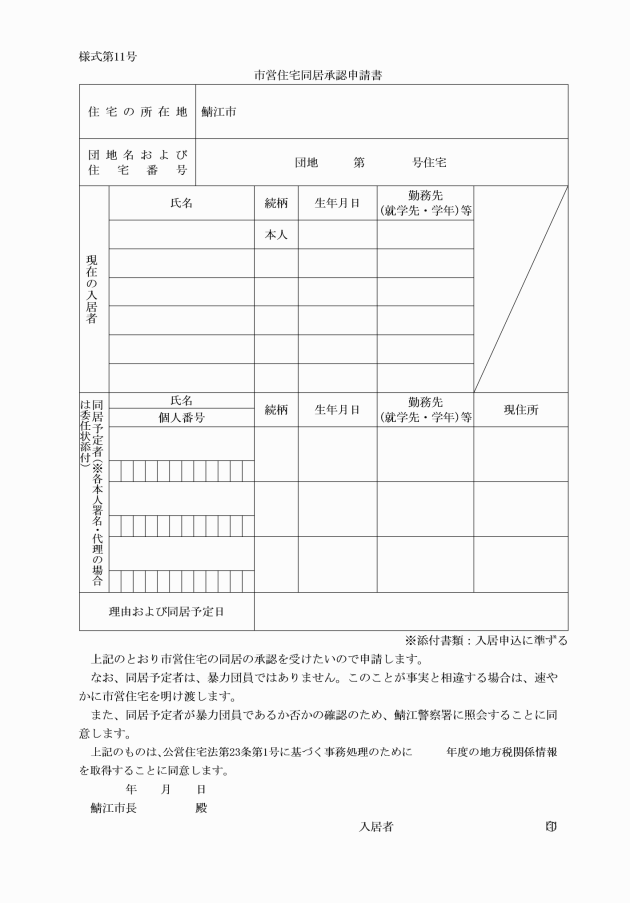 様式第11号
市営住宅同居承認申請書
住宅の所在地 鯖江市
団地名および
住宅番号
団地 第 号住宅
現在の入居者
氏名 続柄 生年月日 勤務先
(就学先・学年)等
本人
同居予定者(※各本人署名・代理の場合
は委任状添付)
氏名
個人番号
続柄 生年月日 勤務先
(就学先・学年)等
現住所
理由および同居予定日
※添付書類:入居申込に準ずる
上記のとおり市営住宅の同居の承認を受けたいので申請します。
なお、同居予定者は、暴力団員ではありません。このことが事実と相違する場合は、速や
かに市営住宅を明け渡します。
また、同居予定者が暴力団員であるか否かの確認のため、鯖江警察署に照会することに同
意します。
上記のものは、公営住宅法第23条第1号に基づく事務処理のために 年度の地方税関係情報
を取得することに同意します。
年 月 日
鯖江市長 殿
入居者 印